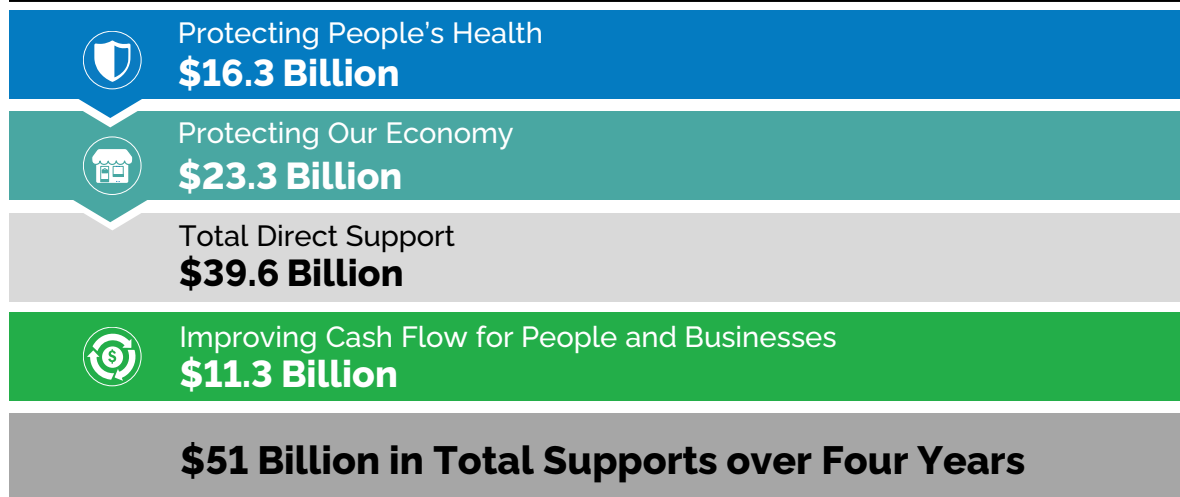 Protecting People’s Health
$16.3 Billion
Protecting Our Economy
$23.3 Billion
Total Direct Support
$39.6 Billion
Improving Cash Flow for People and Businesses
$11.3 Billion
$51 Billion in Total Supports over Four Years